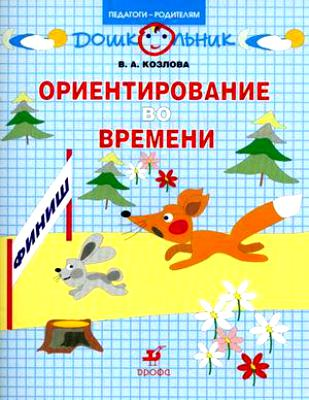 ПЕДАГОГИ – РОДИТЕЛЯМ
ДОШКОЛЬНИК
В. А. КОЗЛОВА
ОРИЕНТИРОВАНИЕ
ВО
ВРЕМЕНИ
ФИНИШ
ДРОФА